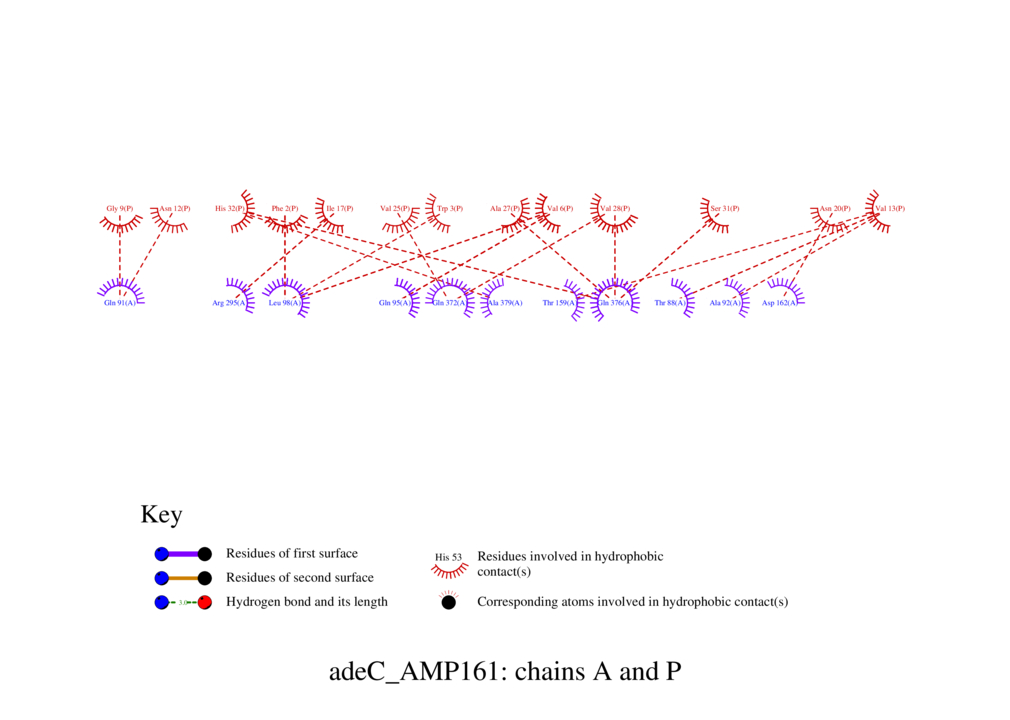 Gly 9(P) Asn 12(P) His 32(P) Phe 2(P) Ile 17(P) Val 25(P) Trp 3(P) Ala 27(P) Val 6(P) Val 28(P) Ser 31(P) Asn 20(P) Val 13(P)
Gln 91(A) Arg 295(A) Leu 98(A) Gln 95(A) Gln 372(A) Ala 379(A) Thr 159(A) Gln 376(A) Thr 88(A) Ala 92(A) Asp 162(A)
Key
Residues of first surface
Residues of second surface
3.0 Hydrogen bond and its length
His 53 Residues involved in hydrophobic
contact(s)
Corresponding atoms involved in hydrophobic contact(s)
adeC_AMP161: chains A and P